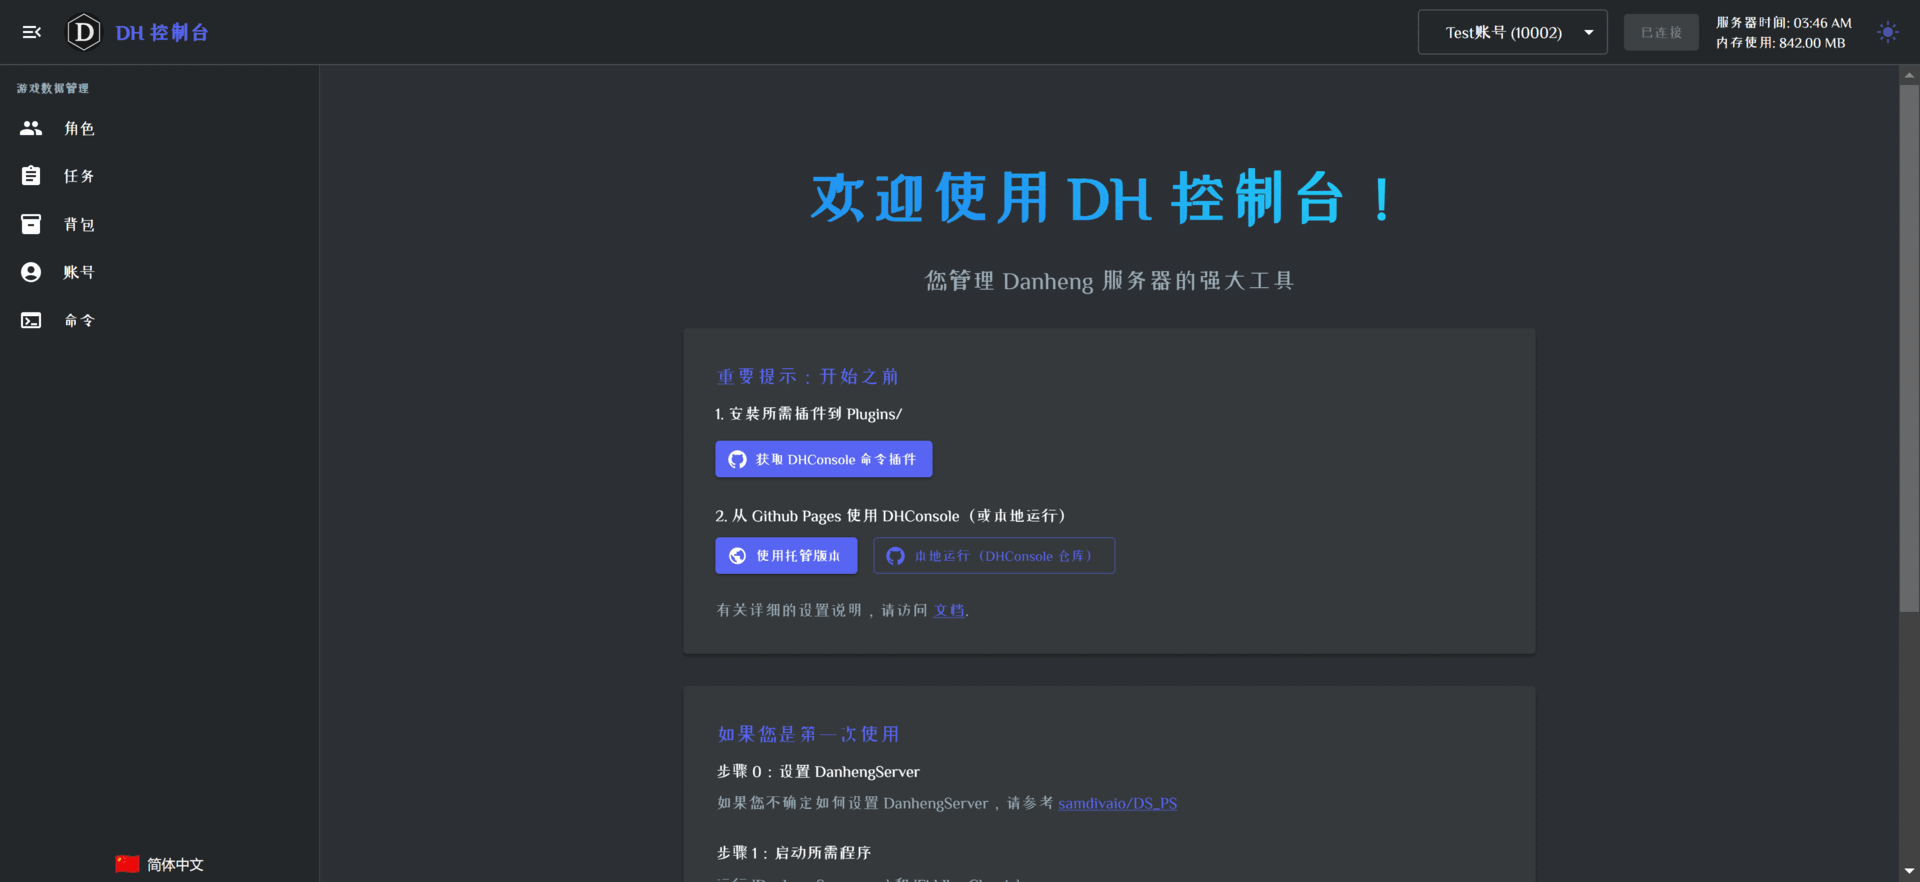 D DH 控制台
Test账号 (10002)
已连接
服务器时间: 03:46 AM
内存使用: 842.00 MB
游戏数据管理
角色
任务
背包
账号
命令
简体中文
欢迎使用 DH 控制台！
您管理 Danheng 服务器的强大工具
重要提示：开始之前
1. 安装所需插件到 Plugins/
获取 DHConsole 命令插件
2. 从 Github Pages 使用 DHConsole（或本地运行）
使用托管版本
本地运行（DHConsole 仓库）
有关详细的设置说明，请访问 文档.
如果您是第一次使用
步骤 0：设置 DanhengServer
如果您不确定如何设置 DanhengServer，请参考 samdivaio/DS_PS
步骤 1：启动所需程序